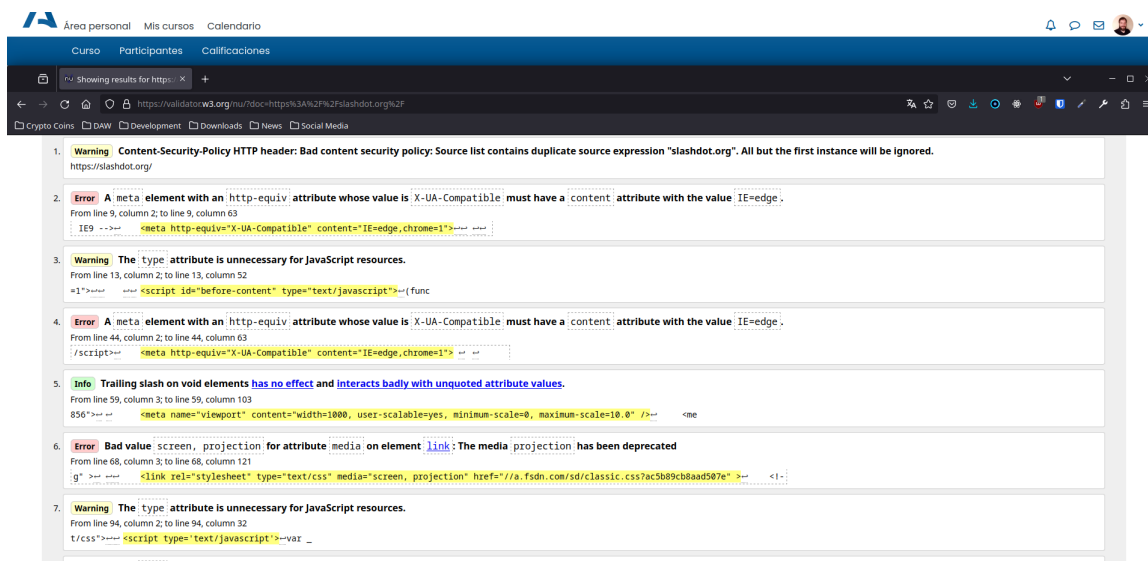 Área personal Mis cursos Calendario
Curso Participantes Calificaciones
Showing results for https:/
https://validator.w3.org/nu/?doc=https%3A%2F%2Fslashdot.org%2F
Crypto Coins DAW Development Downloads News Social Media
1. Warning Content-Security-Policy HTTP header: Bad content security policy: Source list contains duplicate source expression "slashdot.org". All but the first instance will be ignored.
https://slashdot.org/
2. Error A meta element with an http-equiv attribute whose value is X-UA-Compatible must have a content attribute with the value IE=edge.
From line 9, column 2; to line 9, column 63
IE9 -->↩ <meta http-equiv="X-UA-Compatible" content="IE=edge,chrome=1">↩↩ ↩↩
3. Warning The type attribute is unnecessary for JavaScript resources.
From line 13, column 2; to line 13, column 52
=1">↩↩ ↩↩ <script id="before-content" type="text/javascript">↩(func
4. Error A meta element with an http-equiv attribute whose value is X-UA-Compatible must have a content attribute with the value IE=edge.
From line 44, column 2; to line 44, column 63
/script>↩ <meta http-equiv="X-UA-Compatible" content="IE=edge,chrome=1"> ↩ ↩
5. Info Trailing slash on void elements has no effect and interacts badly with unquoted attribute values.
From line 59, column 3; to line 59, column 103
856">↩ ↩ <meta name="viewport" content="width=1000, user-scalable=yes, minimum-scale=0, maximum-scale=10.0" />↩ <me
6. Error Bad value screen, projection for attribute media on element link: The media projection has been deprecated
From line 68, column 3; to line 68, column 121
g" >↩ ↩↩ <link rel="stylesheet" type="text/css" media="screen, projection" href="//a.fsdn.com/sd/classic.css?ac5b89cb8aad507e" >↩ <!-
7. Warning The type attribute is unnecessary for JavaScript resources.
From line 94, column 2; to line 94, column 32
t/css">↩↩ <script type='text/javascript'>↩var _